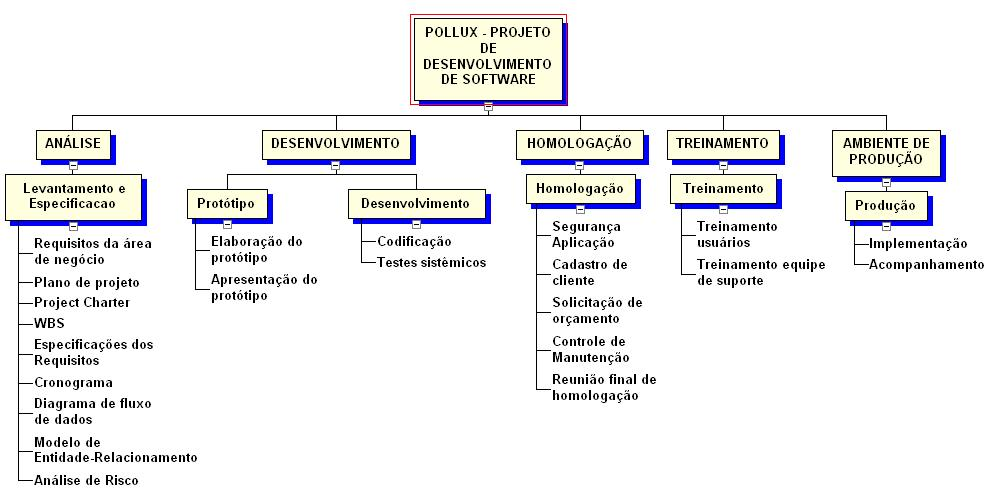 POLLUX - PROJETO
DE
DESENVOLVIMENTO
DE SOFTWARE
ANÁLISE
DESENVOLVIMENTO
HOMOLOGAÇÃO
TREINAMENTO
AMBIENTE DE
PRODUÇÃO
Levantamento e
Especificacao
Requisitos da área
de negócio
Plano de projeto
Project Charter
WBS
Especificações dos
Requisitos
Cronograma
Diagrama de fluxo
de dados
Modelo de
Entidade-Relacionamento
Análise de Risco
Protótipo
Elaboração do
protótipo
Apresentação do
protótipo
Desenvolvimento
Codificação
Testes sistêmicos
Homologação
Segurança
Aplicação
Cadastro de
cliente
Solicitação de
orçamento
Controle de
Manutenção
Reunião final de
homologação
Treinamento
Treinamento
usuários
Treinamento equipe
de suporte
Produção
Implementação
Acompanhamento